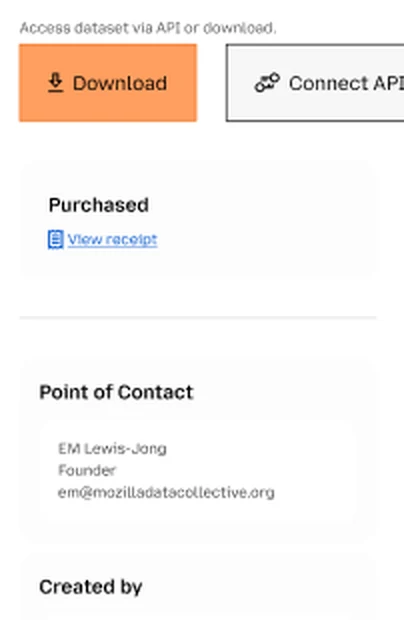 Access dataset via API or download.
Download
Connect API
Purchased
View receipt
Point of Contact
EM Lewis-Jong
Founder
em@mozilladatacollective.org
Created by